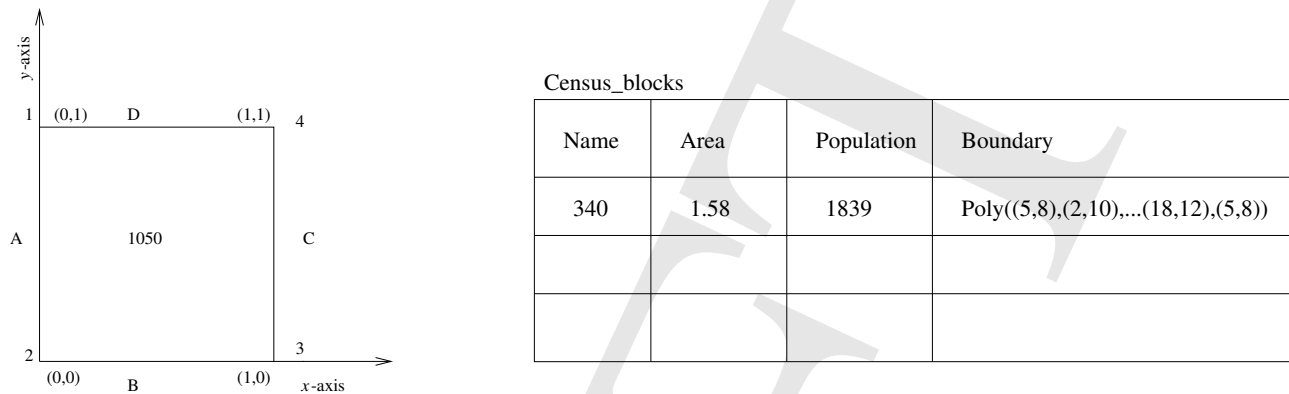 y-axis
1 (0,1) D (1,1) 4
A 1050 C
2 3
(0,0) B (1,0) x-axis
Census_blocks
Name Area Population Boundary
340 1.58 1839 Poly((5,8),(2,10),...(18,12),(5,8))